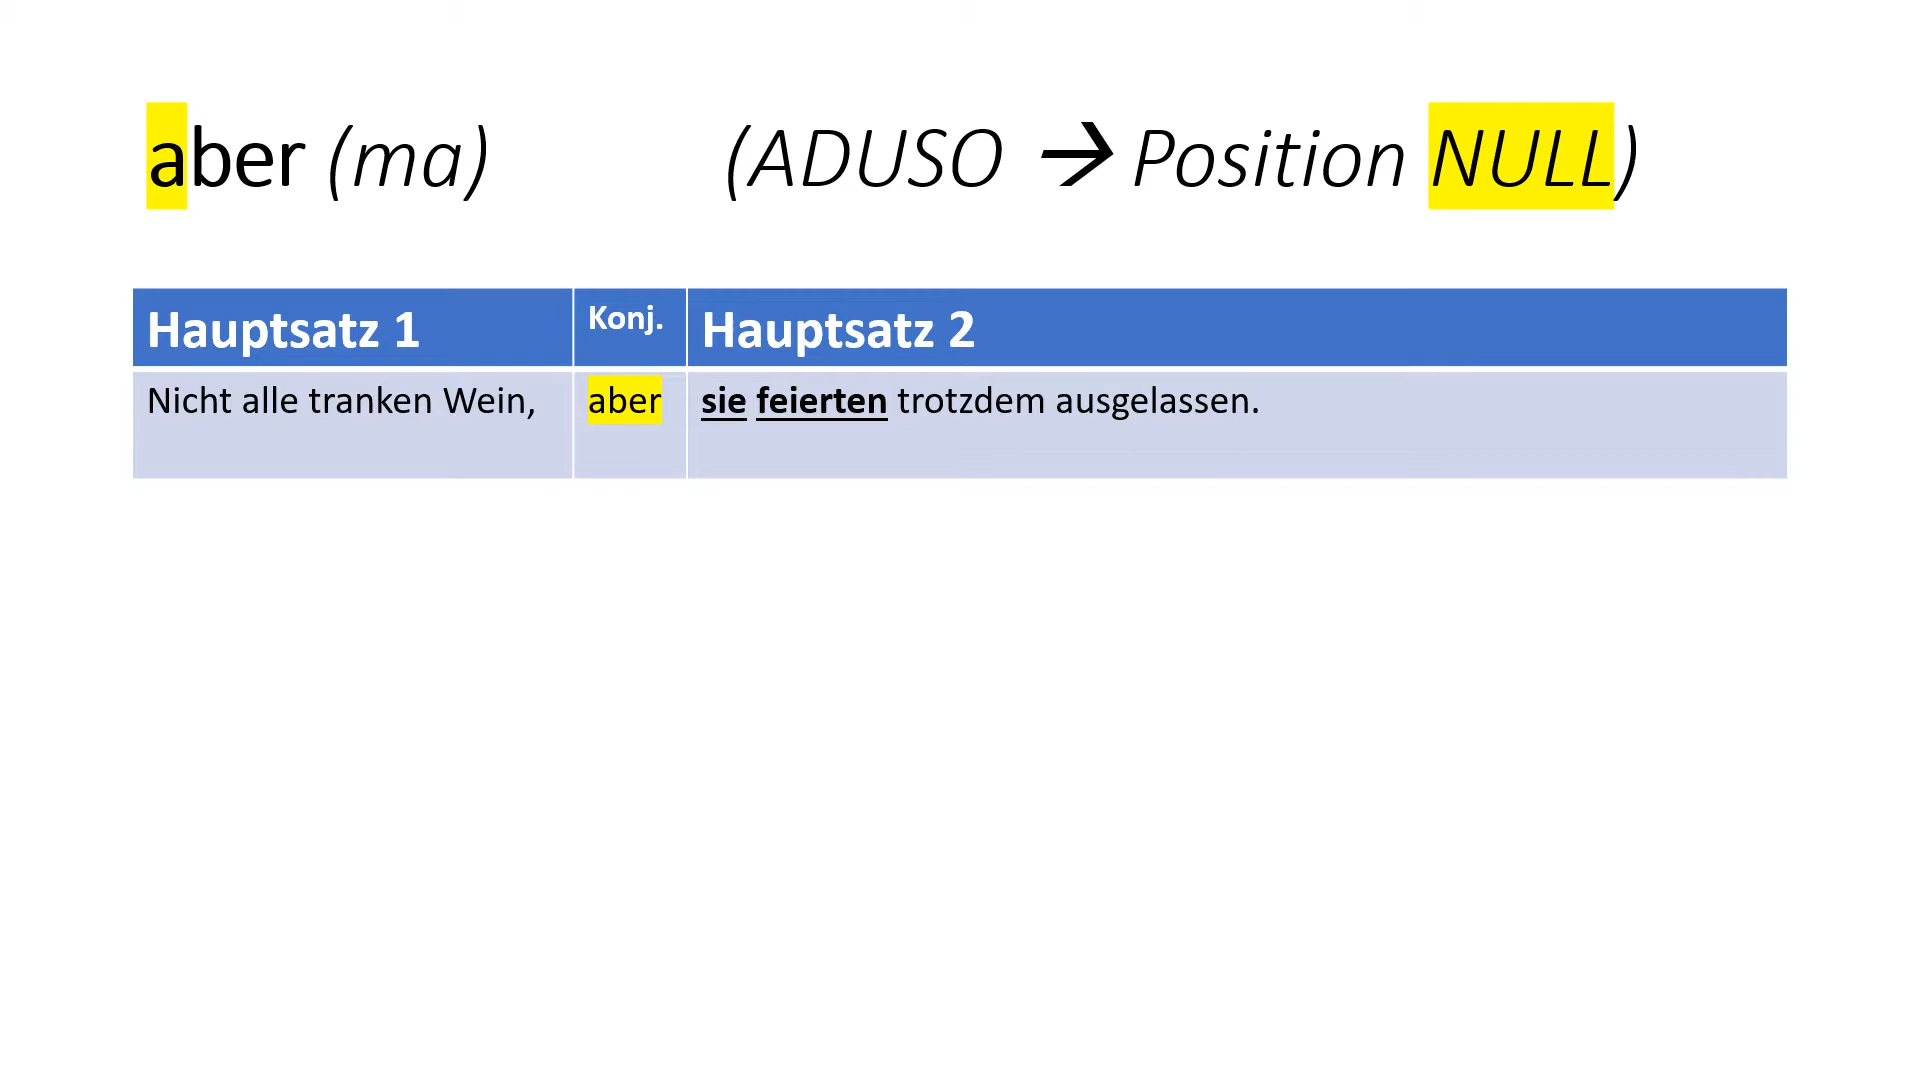 aber (ma) (ADUSO → Position NULL)
Hauptsatz 1 Konj. Hauptsatz 2
Nicht alle tranken Wein, aber sie feierten trotzdem ausgelassen.